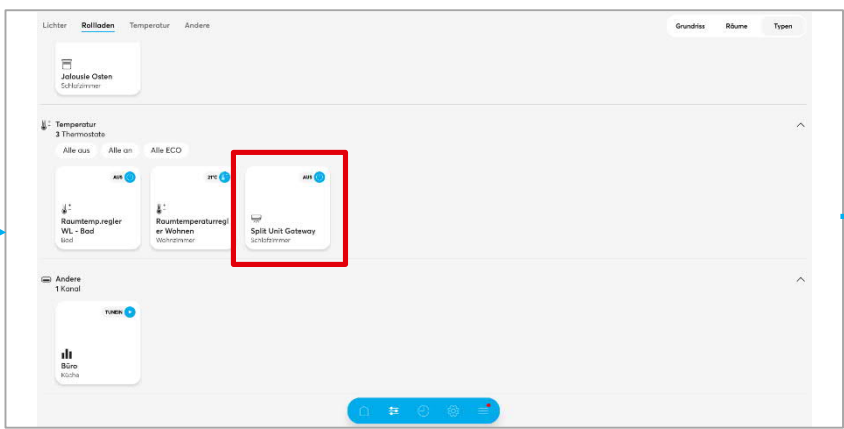 Lichter Rollladen Temperatur Andere Grundriss Räume Typen
Jalousie Osten
Schlafzimmer
Temperatur
3 Thermostate
Alle aus Alle an Alle ECO
AUS 21°C AUS
Raumtemp.regler Raumtemperaturregl Split Unit Gateway
WL - Bad er Wohnen Schlafzimmer
Bad Wohnzimmer
Andere
1 Kanal
TUNEIN
Büro
Küche